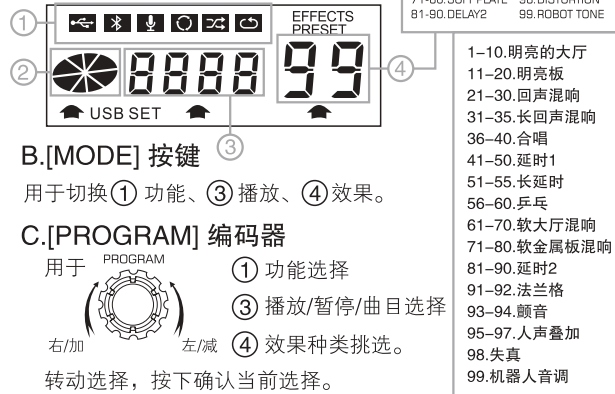 ①
EFFECTS
PRESET
②
8888
99
④
USB SET
③
71-80.SOFT PLATE 98.DISTORTION
81-90.DELAY2 99.ROBOT TONE
B.[MODE] 按键
用于切换① 功能、③ 播放、④效果。
C.[PROGRAM] 编码器
用于
PROGRAM
右/加
左/减
① 功能选择
③ 播放/暂停/曲目选择
④ 效果种类挑选。
转动选择，按下确认当前选择。
1–10.明亮的大厅
11–20.明亮板
21–30.回声混响
31–35.长回声混响
36–40.合唱
41–50.延时1
51–55.长延时
56–60.乒乓
61–70.软大厅混响
71–80.软金属板混响
81–90.延时2
91–92.法兰格
93–94.颤音
95–97.人声叠加
98.失真
99.机器人音调